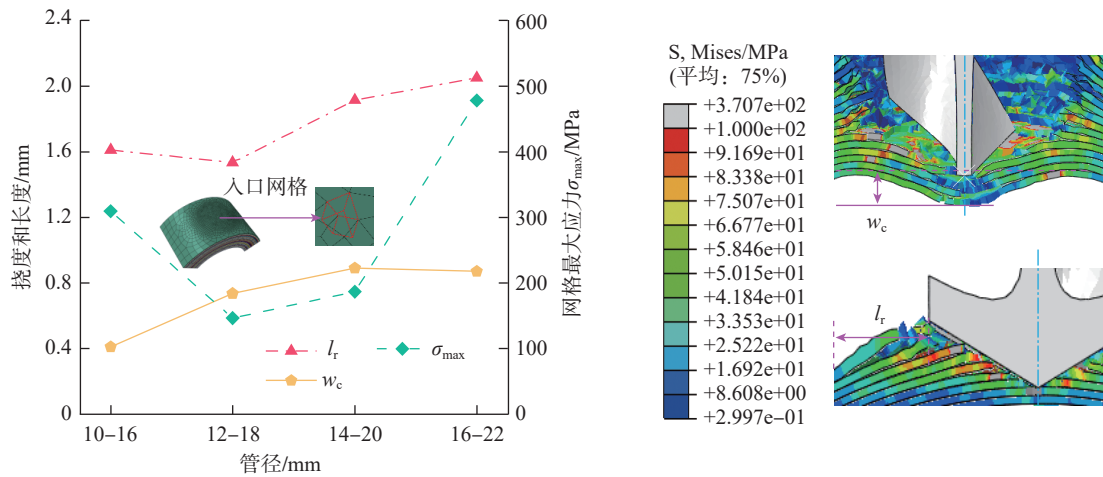 2.4
2.0
1.6
1.2
0.8
0.4
0
挠度和长度/mm
600
500
400
300
200
100
0
网格最大应力σmax/MPa
入口网格
lr
σmax
wc
10–16
12–18
14–20
16–22
管径/mm
S, Mises/MPa
(平均：75%)
+3.707e+02
+1.000e+02
+9.169e+01
+8.338e+01
+7.507e+01
+6.677e+01
+5.846e+01
+5.015e+01
+4.184e+01
+3.353e+01
+2.522e+01
+1.692e+01
+8.608e+00
+2.997e−01
wc
lr